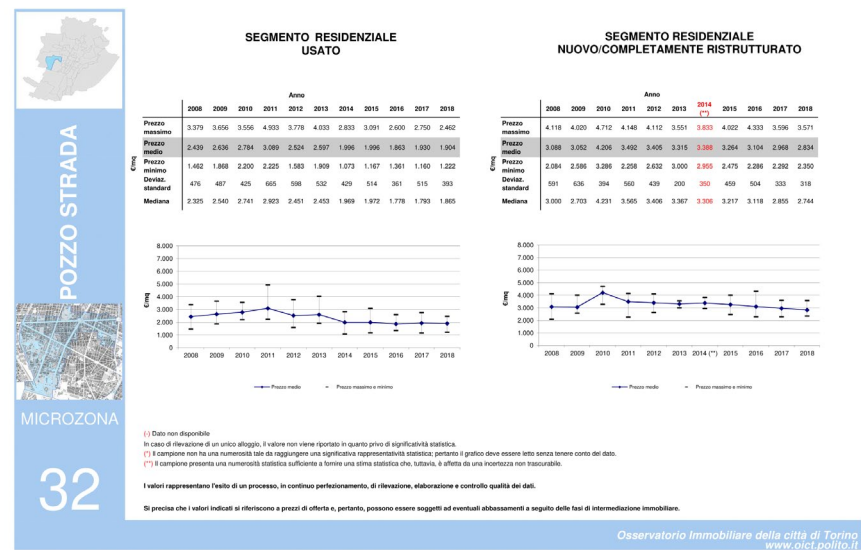 SEGMENTO RESIDENZIALE
USATO
Anno
2008 2009 2010 2011 2012 2013 2014 2015 2016 2017 2018
Prezzo massimo 3.379 3.656 3.556 4.933 3.778 4.033 2.833 3.091 2.600 2.750 2.462
Prezzo medio 2.439 2.636 2.784 3.089 2.524 2.597 1.996 1.996 1.863 1.930 1.904
Prezzo minimo 1.462 1.868 2.200 2.225 1.583 1.909 1.073 1.167 1.361 1.160 1.222
Deviaz. standard 476 487 425 665 598 532 429 514 361 515 393
Mediana 2.325 2.540 2.741 2.923 2.451 2.453 1.969 1.972 1.778 1.793 1.865
€/mq
8.000
7.000
6.000
5.000
4.000
3.000
2.000
1.000
0
€/mq
2008 2009 2010 2011 2012 2013 2014 2015 2016 2017 2018
Prezzo medio
Prezzo massimo e minimo
SEGMENTO RESIDENZIALE
NUOVO/COMPLETAMENTE RISTRUTTURATO
Anno
2008 2009 2010 2011 2012 2013 2014 (**) 2015 2016 2017 2018
Prezzo massimo 4.118 4.020 4.712 4.148 4.112 3.551 3.833 4.022 4.333 3.596 3.571
Prezzo medio 3.088 3.052 4.206 3.492 3.405 3.315 3.388 3.264 3.104 2.968 2.834
Prezzo minimo 2.084 2.586 3.286 2.258 2.632 3.000 2.955 2.475 2.286 2.292 2.350
Deviaz. standard 591 636 394 560 439 200 350 459 504 333 318
Mediana 3.000 2.703 4.231 3.565 3.406 3.367 3.306 3.217 3.118 2.855 2.744
€/mq
8.000
7.000
6.000
5.000
4.000
3.000
2.000
1.000
0
€/mq
2008 2009 2010 2011 2012 2013 2014 (**) 2015 2016 2017 2018
Prezzo medio
Prezzo massimo e minimo
POZZO STRADA
MICROZONA
32
(-) Dato non disponibile
In caso di rilevazione di un unico alloggio, il valore non viene riportato in quanto privo di significatività statistica.
(*) Il campione non ha una numerosità tale da raggiungere una significativa rappresentatività statistica; pertanto il grafico deve essere letto senza tenere conto del dato.
(**) Il campione presenta una numerosità statistica sufficiente a fornire una stima statistica che, tuttavia, è affetta da una incertezza non trascurabile.
I valori rappresentano l'esito di un processo, in continuo perfezionamento, di rilevazione, elaborazione e controllo qualità dei dati.
Si precisa che i valori indicati si riferiscono a prezzi di offerta e, pertanto, possono essere soggetti ad eventuali abbassamenti a seguito delle fasi di intermediazione immobiliare.
Osservatorio Immobiliare della città di Torino
www.oict.polito.it